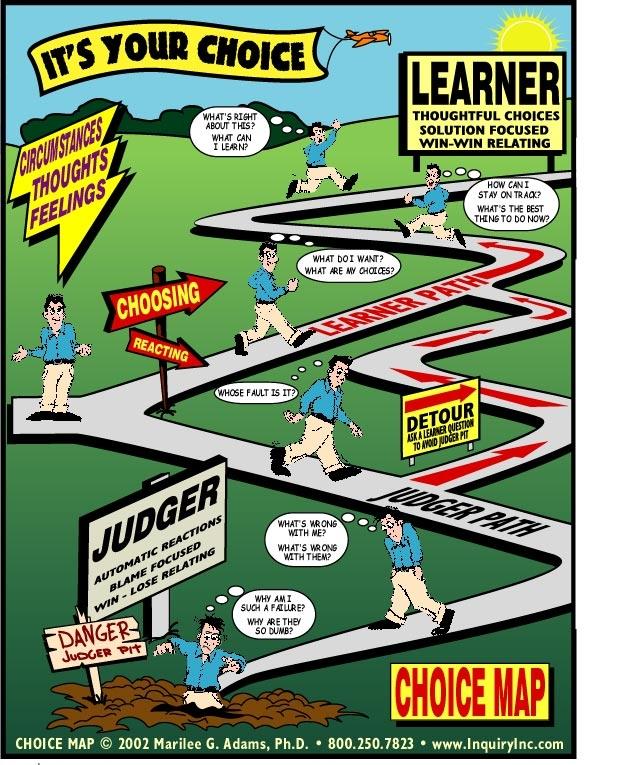 IT'S YOUR CHOICE
LEARNER
THOUGHTFUL CHOICES
SOLUTION FOCUSED
WIN-WIN RELATING
CIRCUMSTANCES
THOUGHTS
FEELINGS
WHAT'S RIGHT
ABOUT THIS?
WHAT CAN
I LEARN?
HOW CAN I
STAY ON TRACK?
WHAT'S THE BEST
THING TO DO NOW?
WHAT DO I WANT?
WHAT ARE MY CHOICES?
CHOOSING
REACTING
LEARNER PATH
WHOSE FAULT IS IT?
DETOUR
ASK A LEARNER QUESTION
TO AVOID JUDGER PIT
JUDGER PATH
JUDGER
AUTOMATIC REACTIONS
BLAME FOCUSED
WIN - LOSE RELATING
WHAT'S WRONG
WITH ME?
WHAT'S WRONG
WITH THEM?
WHY AM I
SUCH A FAILURE?
WHY ARE THEY
SO DUMB?
DANGER
JUDGER PIT
CHOICE MAP
CHOICE MAP © 2002 Marilee G. Adams, Ph.D. • 800.250.7823 • www.InquiryInc.com